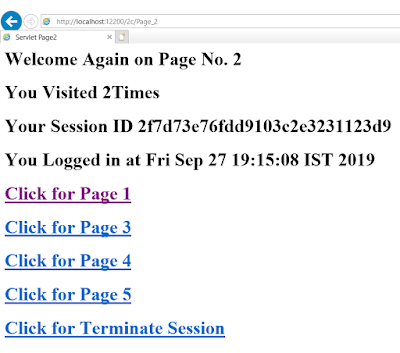 http://localhost:12200/2c/Page_2
Servlet Page2
Welcome Again on Page No. 2
You Visited 2Times
Your Session ID 2f7d73e76fdd9103c2e3231123d9
You Logged in at Fri Sep 27 19:15:08 IST 2019
Click for Page 1
Click for Page 3
Click for Page 4
Click for Page 5
Click for Terminate Session